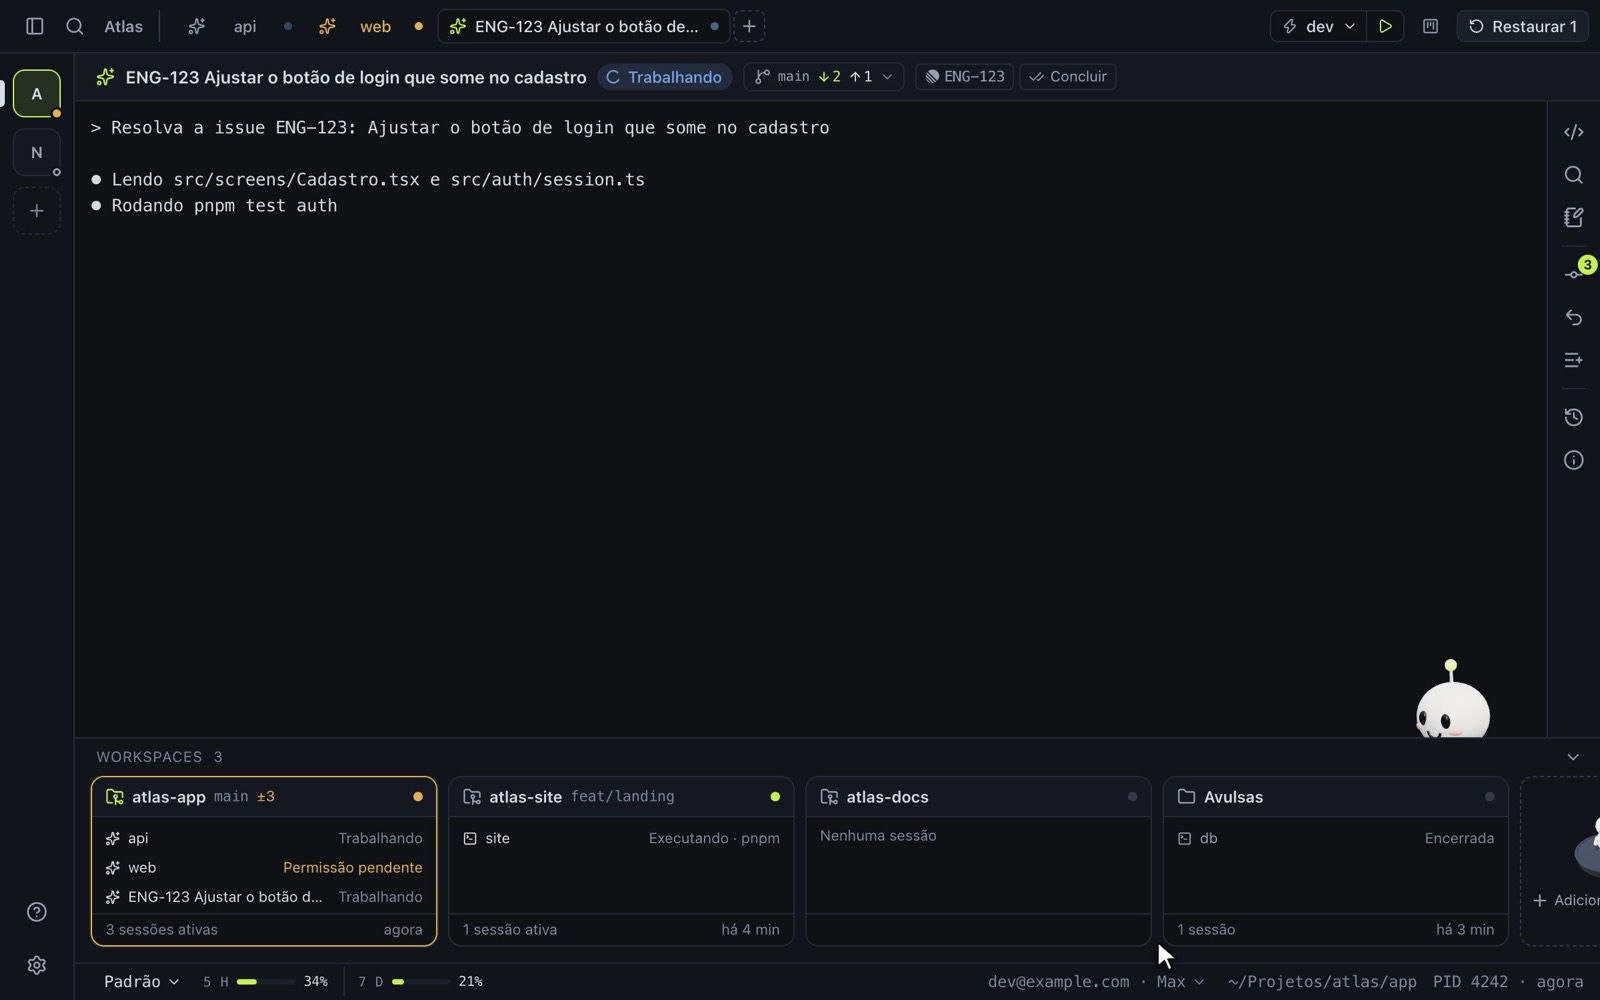 Atlas
api
web
ENG-123 Ajustar o botão de...
dev
Restaurar 1
A
N
ENG-123 Ajustar o botão de login que some no cadastro
Trabalhando
main ↓2 ↑1
ENG-123
Concluir
> Resolva a issue ENG-123: Ajustar o botão de login que some no cadastro
● Lendo src/screens/Cadastro.tsx e src/auth/session.ts
● Rodando pnpm test auth
3
WORKSPACES 3
atlas-app main ±3
api Trabalhando
web Permissão pendente
ENG-123 Ajustar o botão d... Trabalhando
3 sessões ativas agora
atlas-site feat/landing
site Executando · pnpm
1 sessão ativa há 4 min
atlas-docs
Nenhuma sessão
Avulsas
db Encerrada
1 sessão há 3 min
+ Adicior
Padrão 5 H 34% 7 D 21%
dev@example.com · Max ~/Projetos/atlas/app PID 4242 · agora